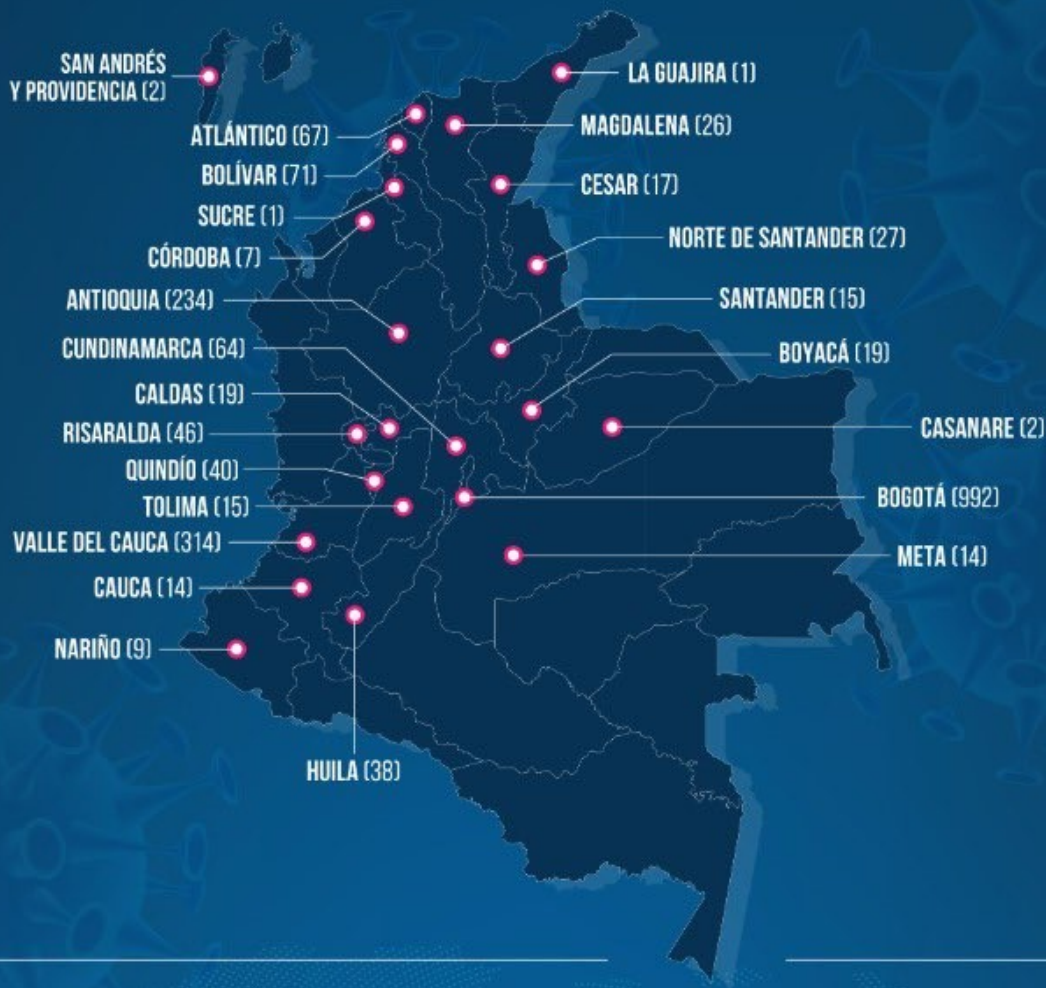 SAN ANDRÉS
Y PROVIDENCIA (2)
ATLÁNTICO (67)
BOLÍVAR (71)
SUCRE (1)
CÓRDOBA (7)
ANTIOQUIA (234)
CUNDINAMARCA (64)
CALDAS (19)
RISARALDA (46)
QUINDÍO (40)
TOLIMA (15)
VALLE DEL CAUCA (314)
CAUCA (14)
NARIÑO (9)
HUILA (38)
LA GUAJIRA (1)
MAGDALENA (26)
CESAR (17)
NORTE DE SANTANDER (27)
SANTANDER (15)
BOYACÁ (19)
CASANARE (2)
BOGOTÁ (992)
META (14)